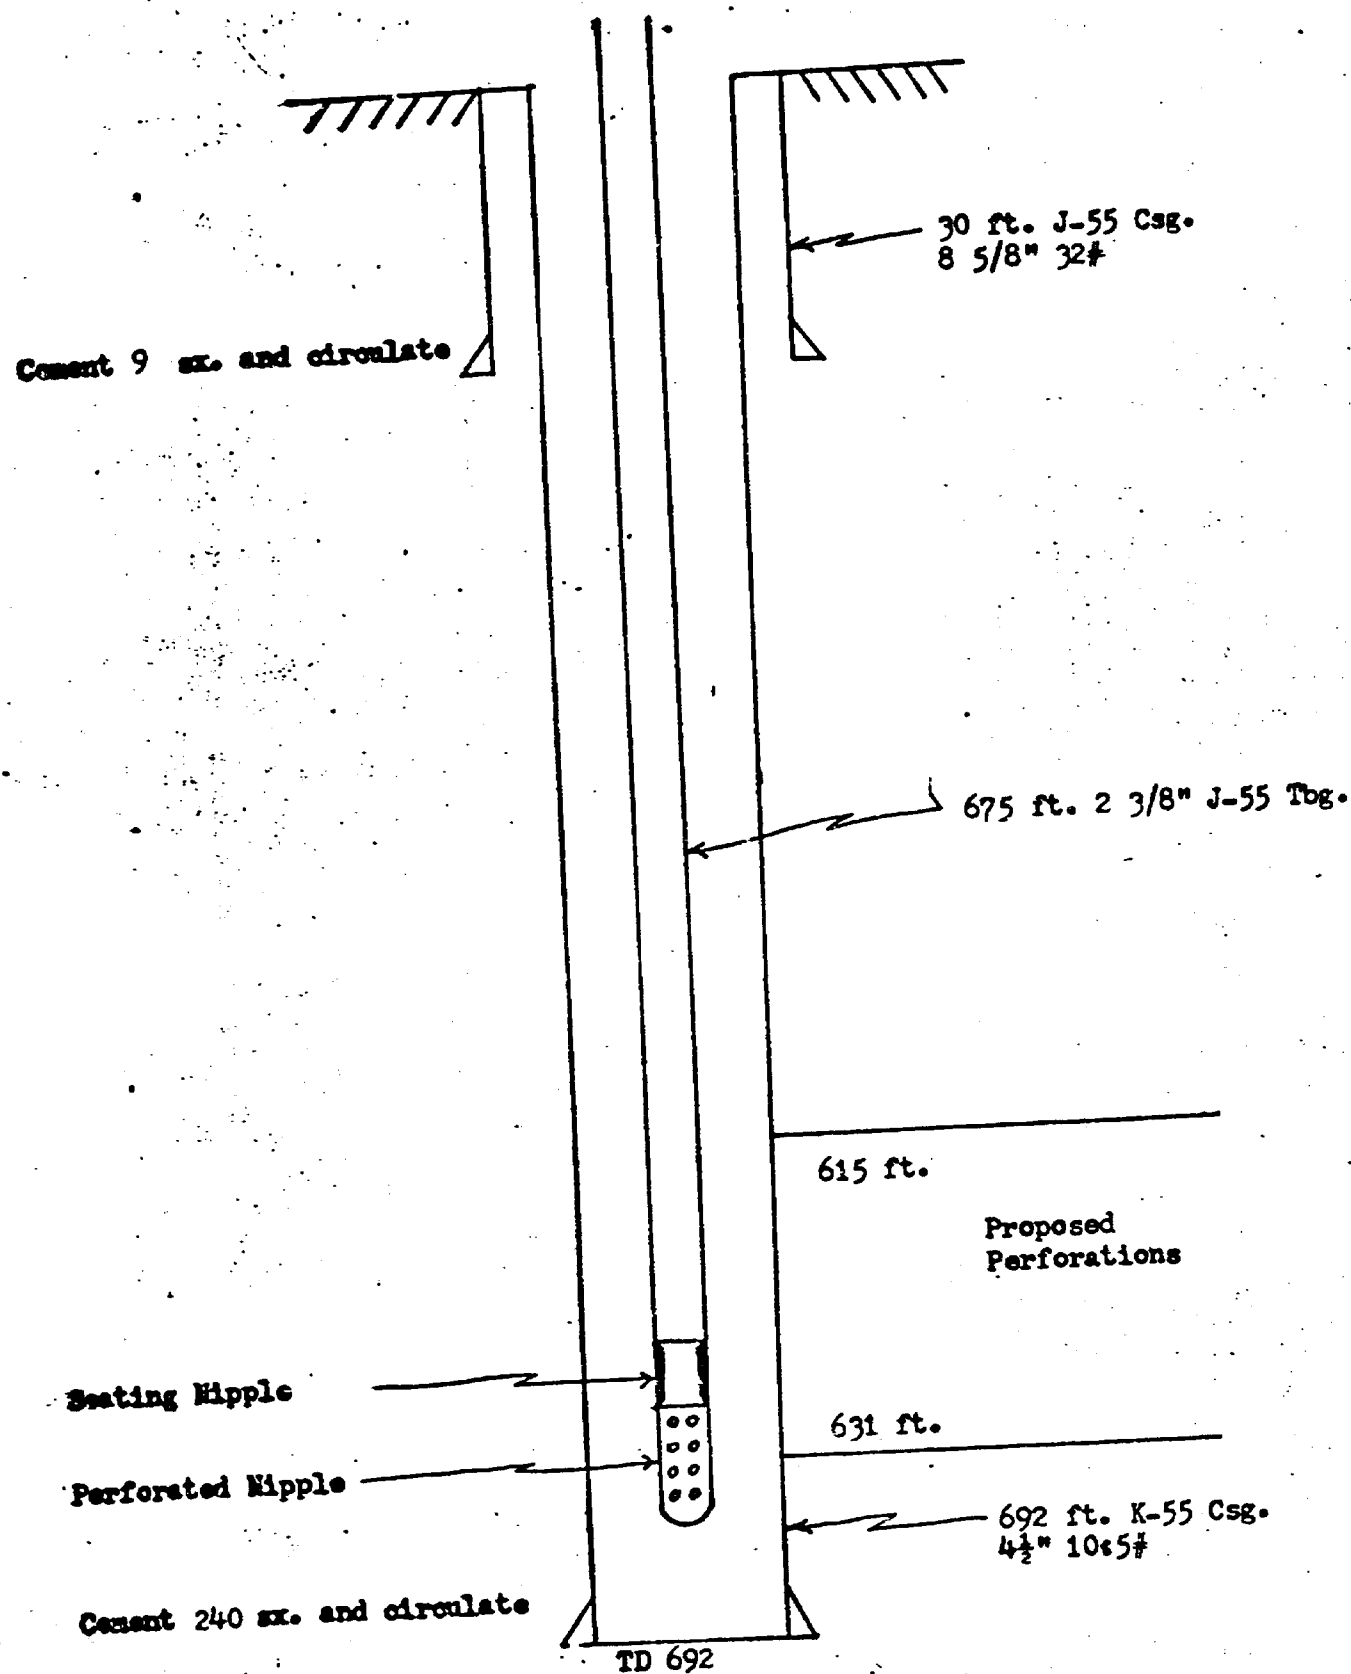 30 ft. J-55 Csg.
8 5/8" 32#
Cement 9 sx. and circulate
675 ft. 2 3/8" J-55 Tbg.
615 ft.
Proposed
Perforations
Seating Nipple
631 ft.
Perforated Nipple
692 ft. K-55 Csg.
4½" 10.5#
Cement 240 sx. and circulate
TD 692